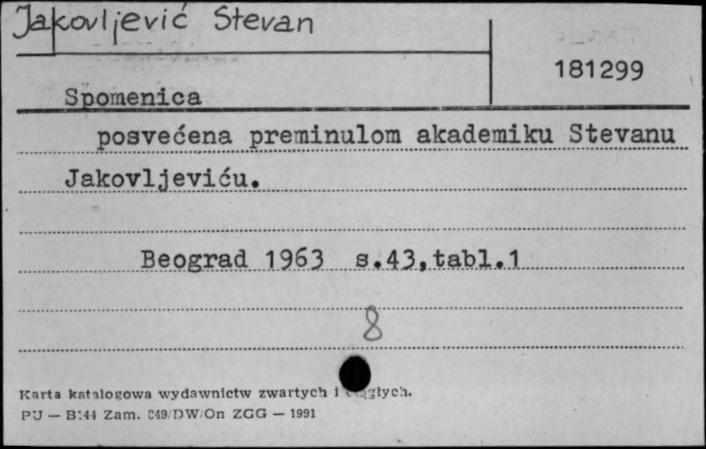 Jakovljević Stevan
181299
Spomenica
posvećena preminulom akademiku Stevanu
Jakovljeviću.
Beograd 1963 s.43,tabl.1
8
Karta katalogowa wydawnictw zwartych i
PU — B144 Zam. 049/DW/On ZGG — 1991